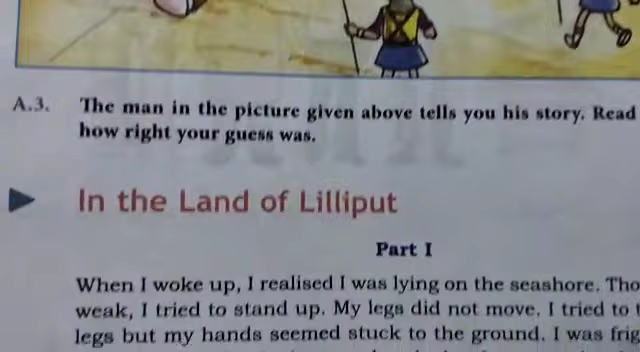 A.3. The man in the picture given above tells you his story. Read
how right your guess was.
In the Land of Lilliput
Part I
When I woke up, I realised I was lying on the seashore. Tho
weak, I tried to stand up. My legs did not move. I tried to
legs but my hands seemed stuck to the ground. I was frig